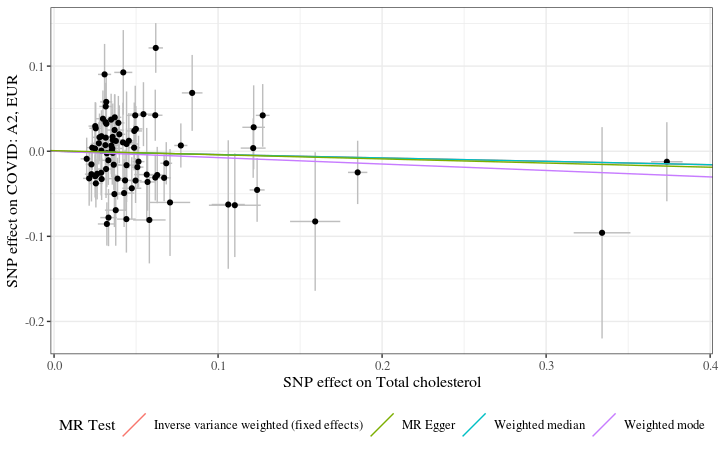 SNP effect on COVID: A2, EUR
0.1
0.0
-0.1
-0.2
0.0 0.1 0.2 0.3 0.4
SNP effect on Total cholesterol
MR Test Inverse variance weighted (fixed effects) MR Egger Weighted median Weighted mode